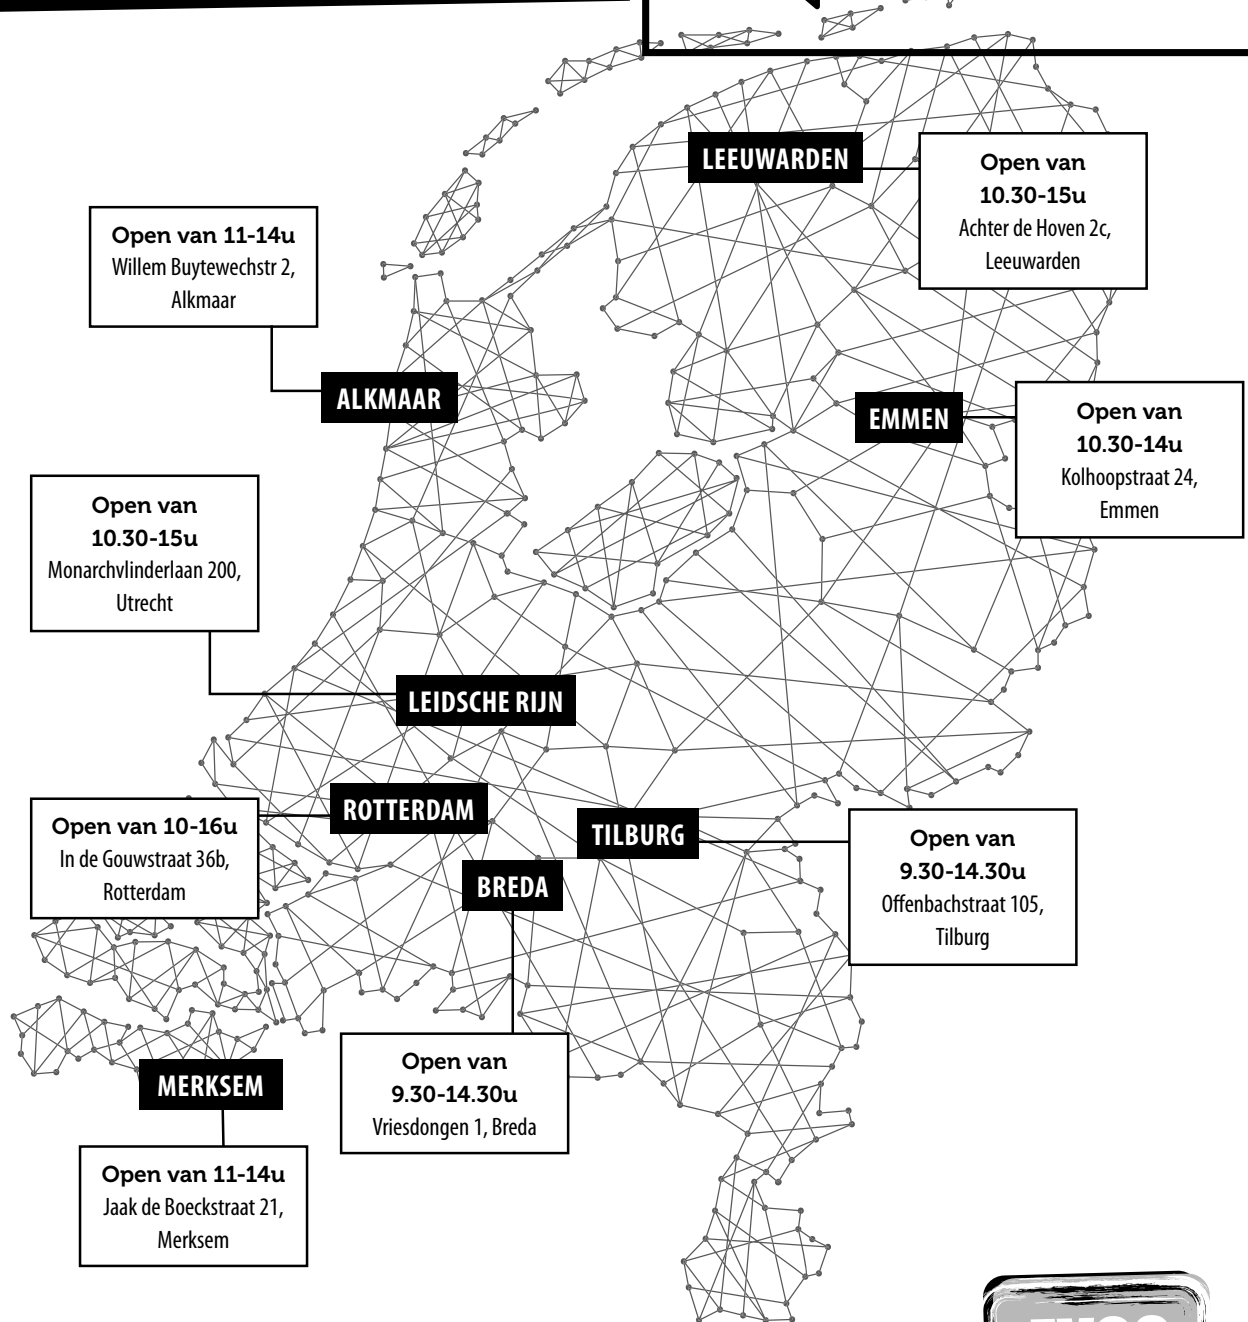 LEEUWARDEN
Open van
10.30-15u
Achter de Hoven 2c,
Leeuwarden
Open van 11-14u
Willem Buytewechstr 2,
Alkmaar
ALKMAAR
EMMEN
Open van
10.30-14u
Kolhoopstraat 24,
Emmen
Open van
10.30-15u
Monarchvlinderlaan 200,
Utrecht
LEIDSCHE RIJN
ROTTERDAM
Open van 10-16u
In de Gouwstraat 36b,
Rotterdam
TILBURG
Open van
9.30-14.30u
Offenbachstraat 105,
Tilburg
BREDA
Open van
9.30-14.30u
Vriesdongen 1, Breda
MERKSEM
Open van 11-14u
Jaak de Boeckstraat 21,
Merksem